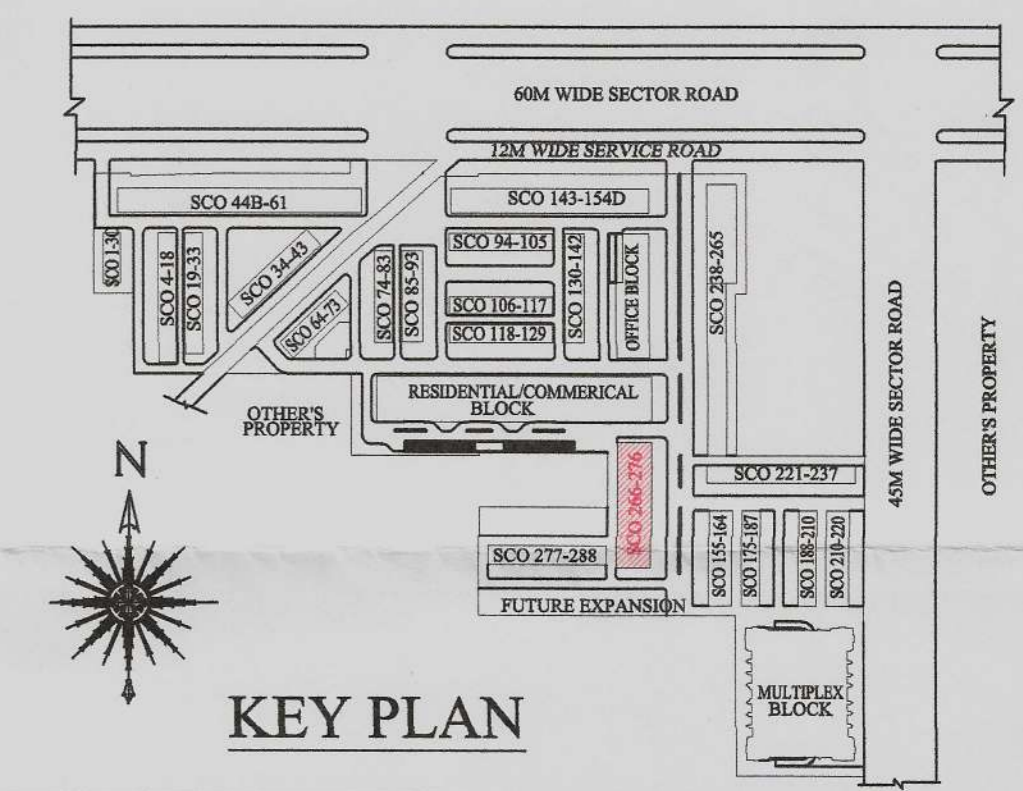 60M WIDE SECTOR ROAD
12M WIDE SERVICE ROAD
SCO 44B-61
SCO 143-154D
SCO 1-30
SCO 4-18
SCO 19-33
SCO 34-43
SCO 64-73
SCO 74-83
SCO 85-93
SCO 94-105
SCO 106-117
SCO 118-129
SCO 130-142
OFFICE BLOCK
SCO 238-265
45M WIDE SECTOR ROAD
OTHER'S PROPERTY
RESIDENTIAL/COMMERICAL
BLOCK
OTHER'S
PROPERTY
N
SCO 266-276
SCO 221-237
SCO 277-288
SCO 155-164
SCO 175-187
SCO 188-210
SCO 210-220
FUTURE EXPANSION
MULTIPLEX
BLOCK
KEY PLAN